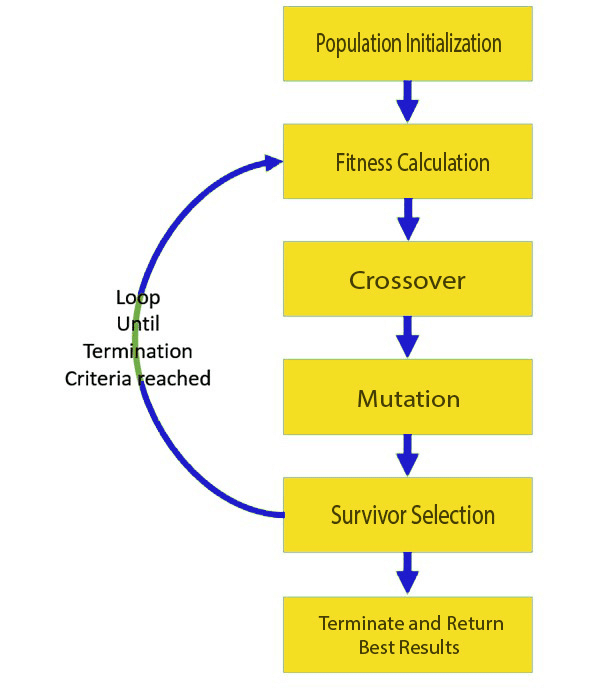 Population Initialization
Fitness Calculation
Crossover
Loop
Until
Termination
Criteria reached
Mutation
Survivor Selection
Terminate and Return
Best Results